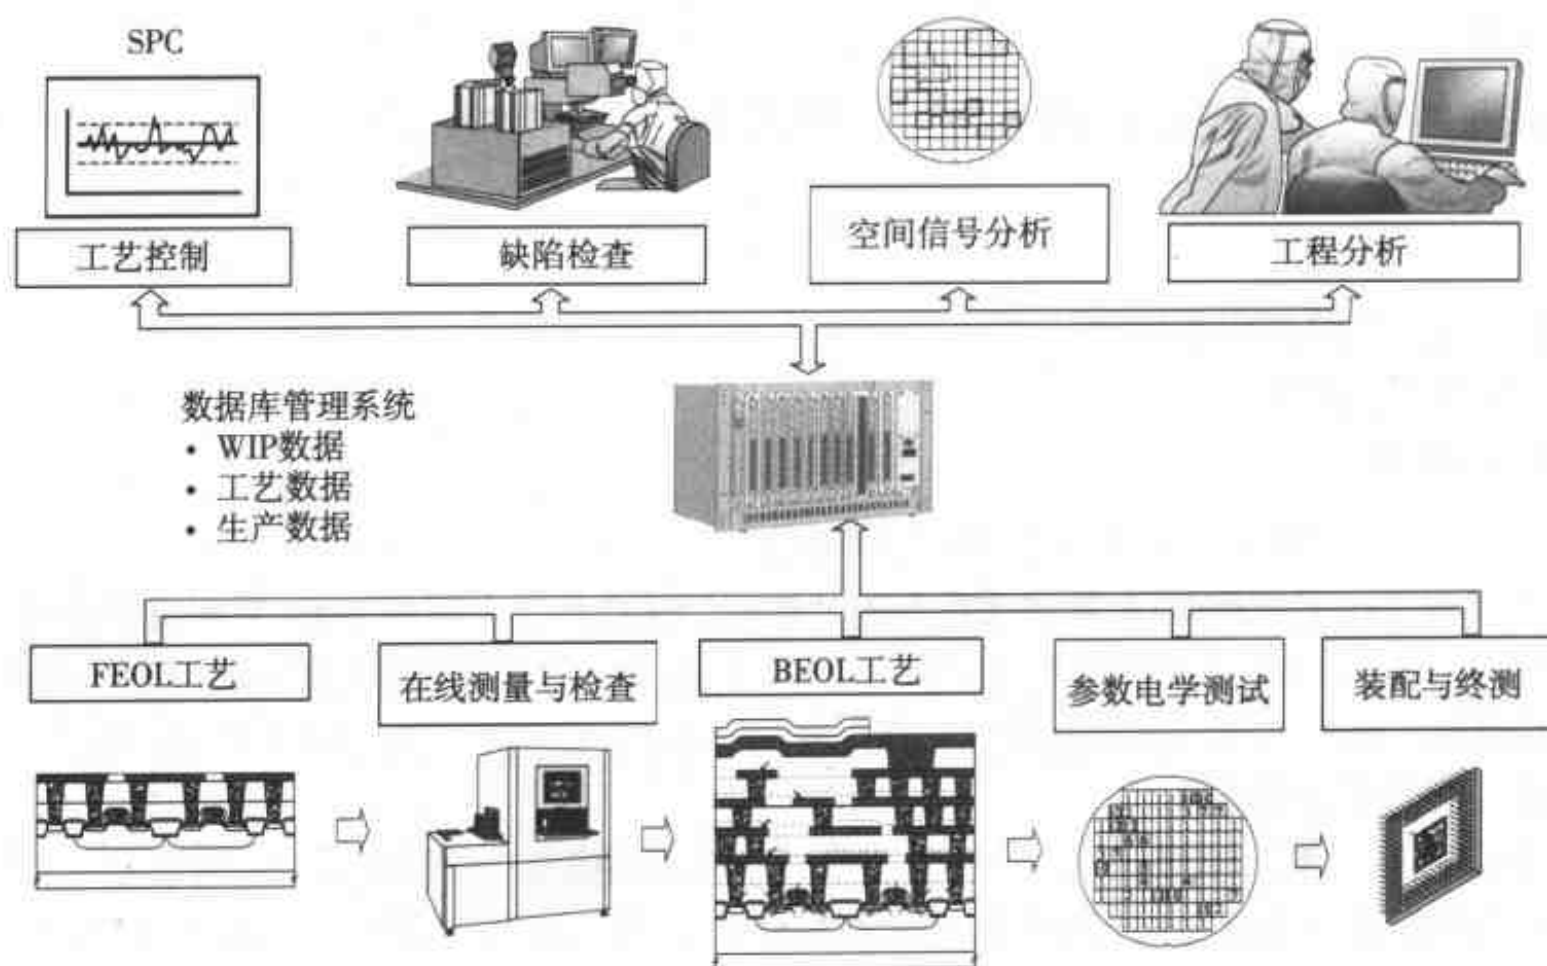 SPC
工艺控制
缺陷检查
空间信号分析
工程分析
数据库管理系统
• WIP数据
• 工艺数据
• 生产数据
FEOL工艺
在线测量与检查
BEOL工艺
参数电学测试
装配与终测